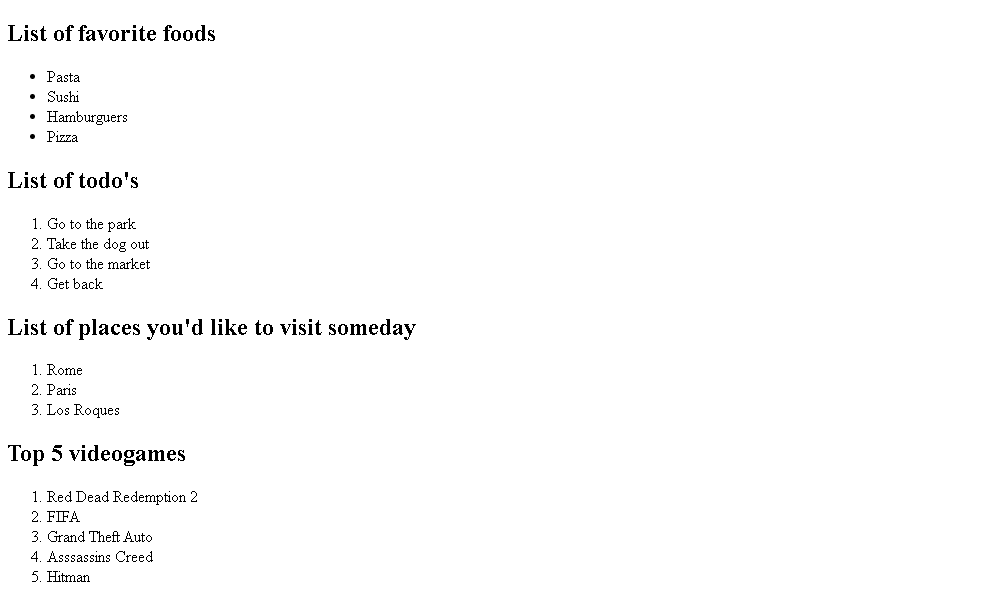 List of favorite foods
• Pasta
• Sushi
• Hamburguers
• Pizza
List of todo's
1. Go to the park
2. Take the dog out
3. Go to the market
4. Get back
List of places you'd like to visit someday
1. Rome
2. Paris
3. Los Roques
Top 5 videogames
1. Red Dead Redemption 2
2. FIFA
3. Grand Theft Auto
4. Asssassins Creed
5. Hitman